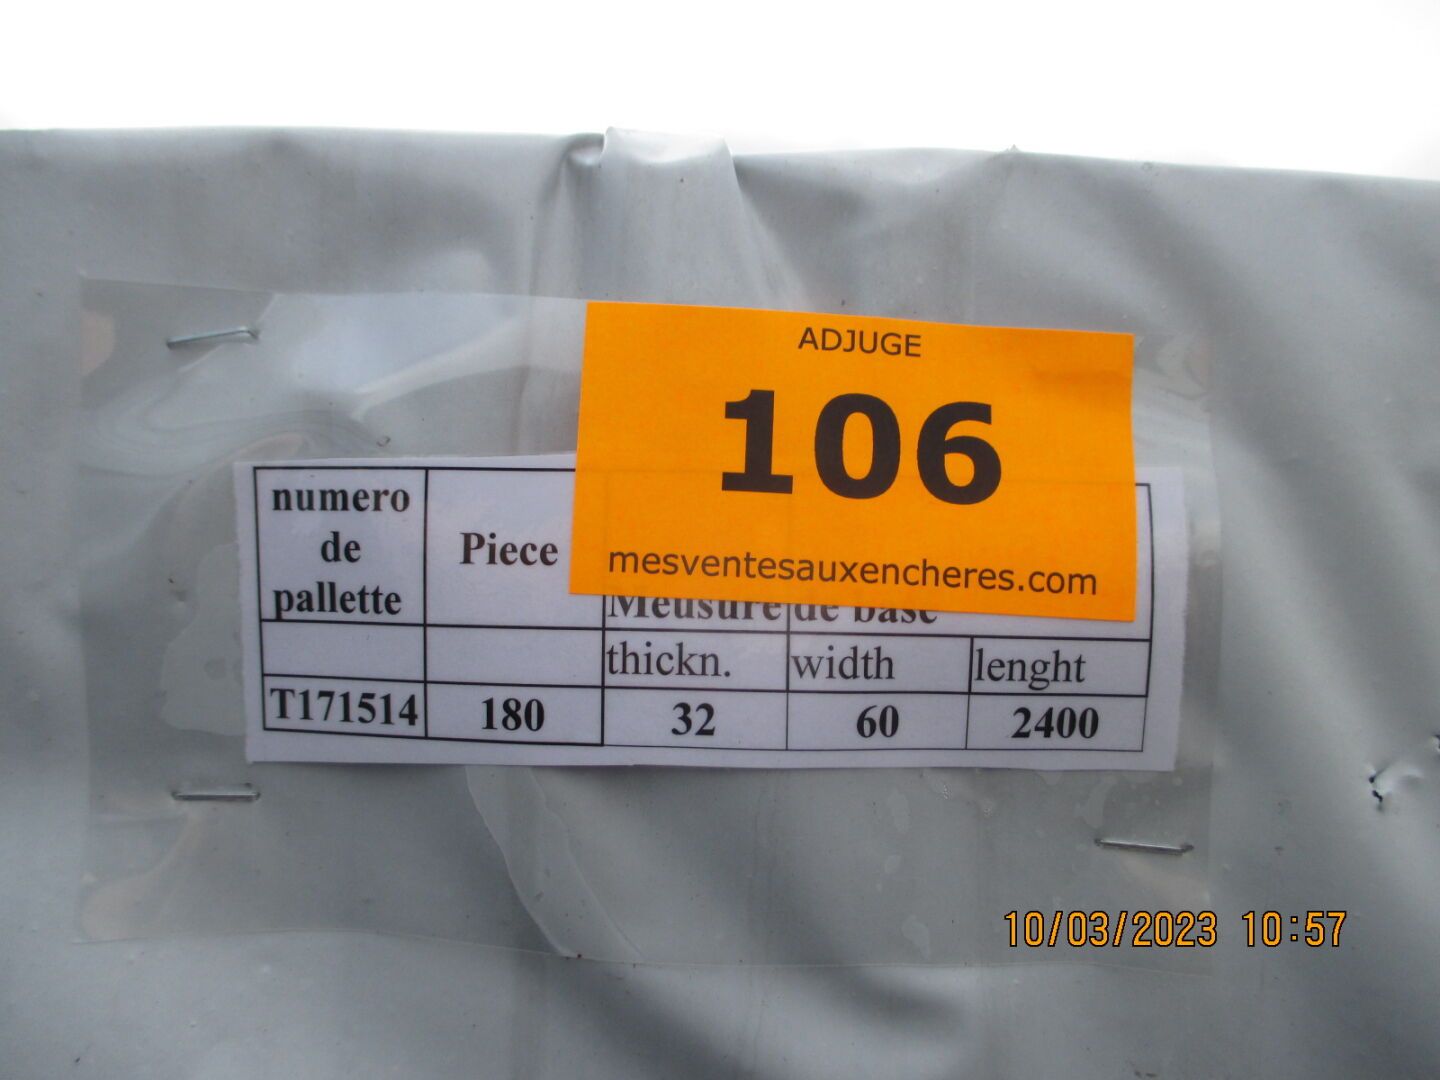 ADJUGE
106
mesventesauxencheres.com
numero
de
pallette
Piece
Meusure de base
thickn. width lenght
T171514 180 32 60 2400
10/03/2023 10:57